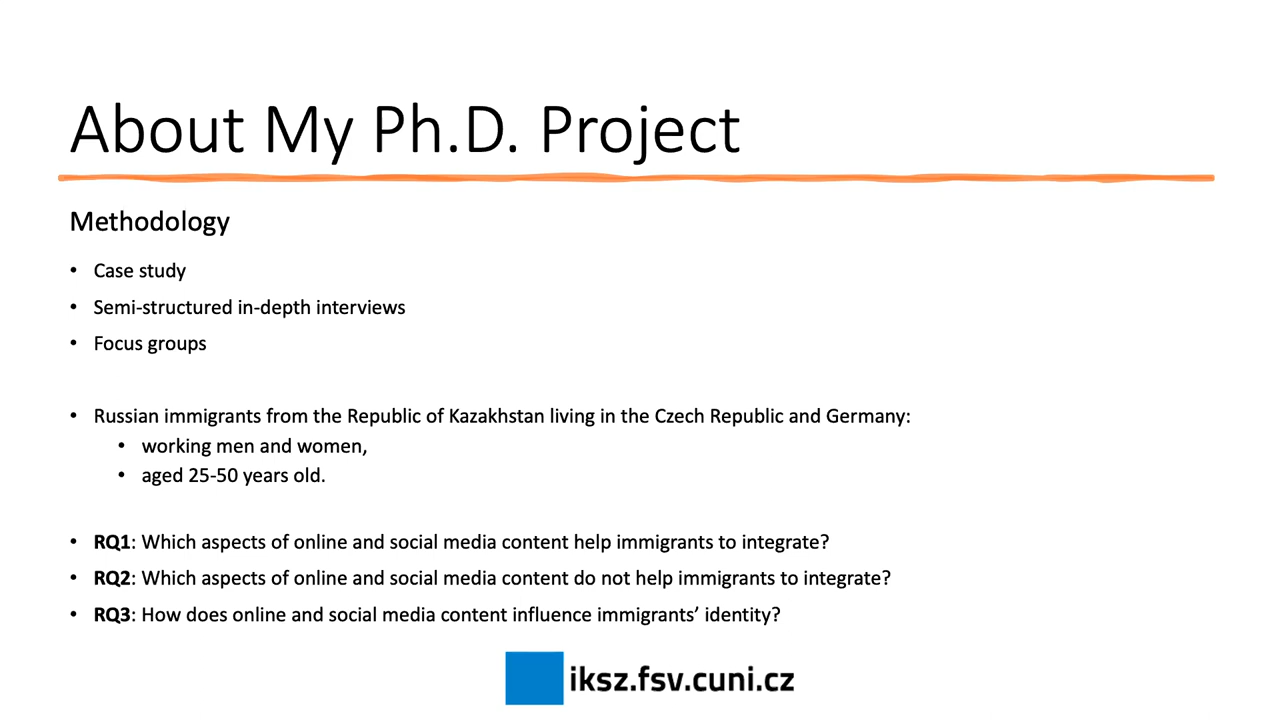 About My Ph.D. Project
Methodology
• Case study
• Semi-structured in-depth interviews
• Focus groups
• Russian immigrants from the Republic of Kazakhstan living in the Czech Republic and Germany:
• working men and women,
• aged 25-50 years old.
• RQ1: Which aspects of online and social media content help immigrants to integrate?
• RQ2: Which aspects of online and social media content do not help immigrants to integrate?
• RQ3: How does online and social media content influence immigrants’ identity?
iksz.fsv.cuni.cz